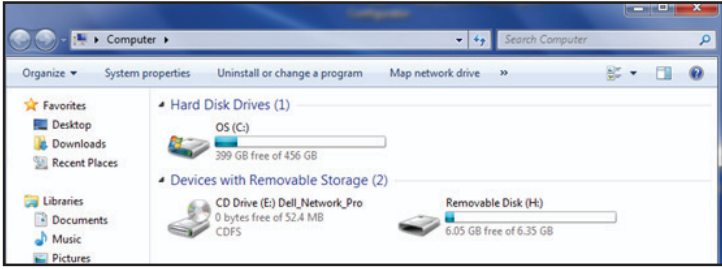 Computer
Search Computer
Organize System properties Uninstall or change a program Map network drive »
Favorites
Desktop
Downloads
Recent Places
Libraries
Documents
Music
Pictures
Hard Disk Drives (1)
OS (C:)
399 GB free of 456 GB
Devices with Removable Storage (2)
CD Drive (E:) Dell_Network_Pro
0 bytes free of 52.4 MB
CDFS
Removable Disk (H:)
6.05 GB free of 6.35 GB